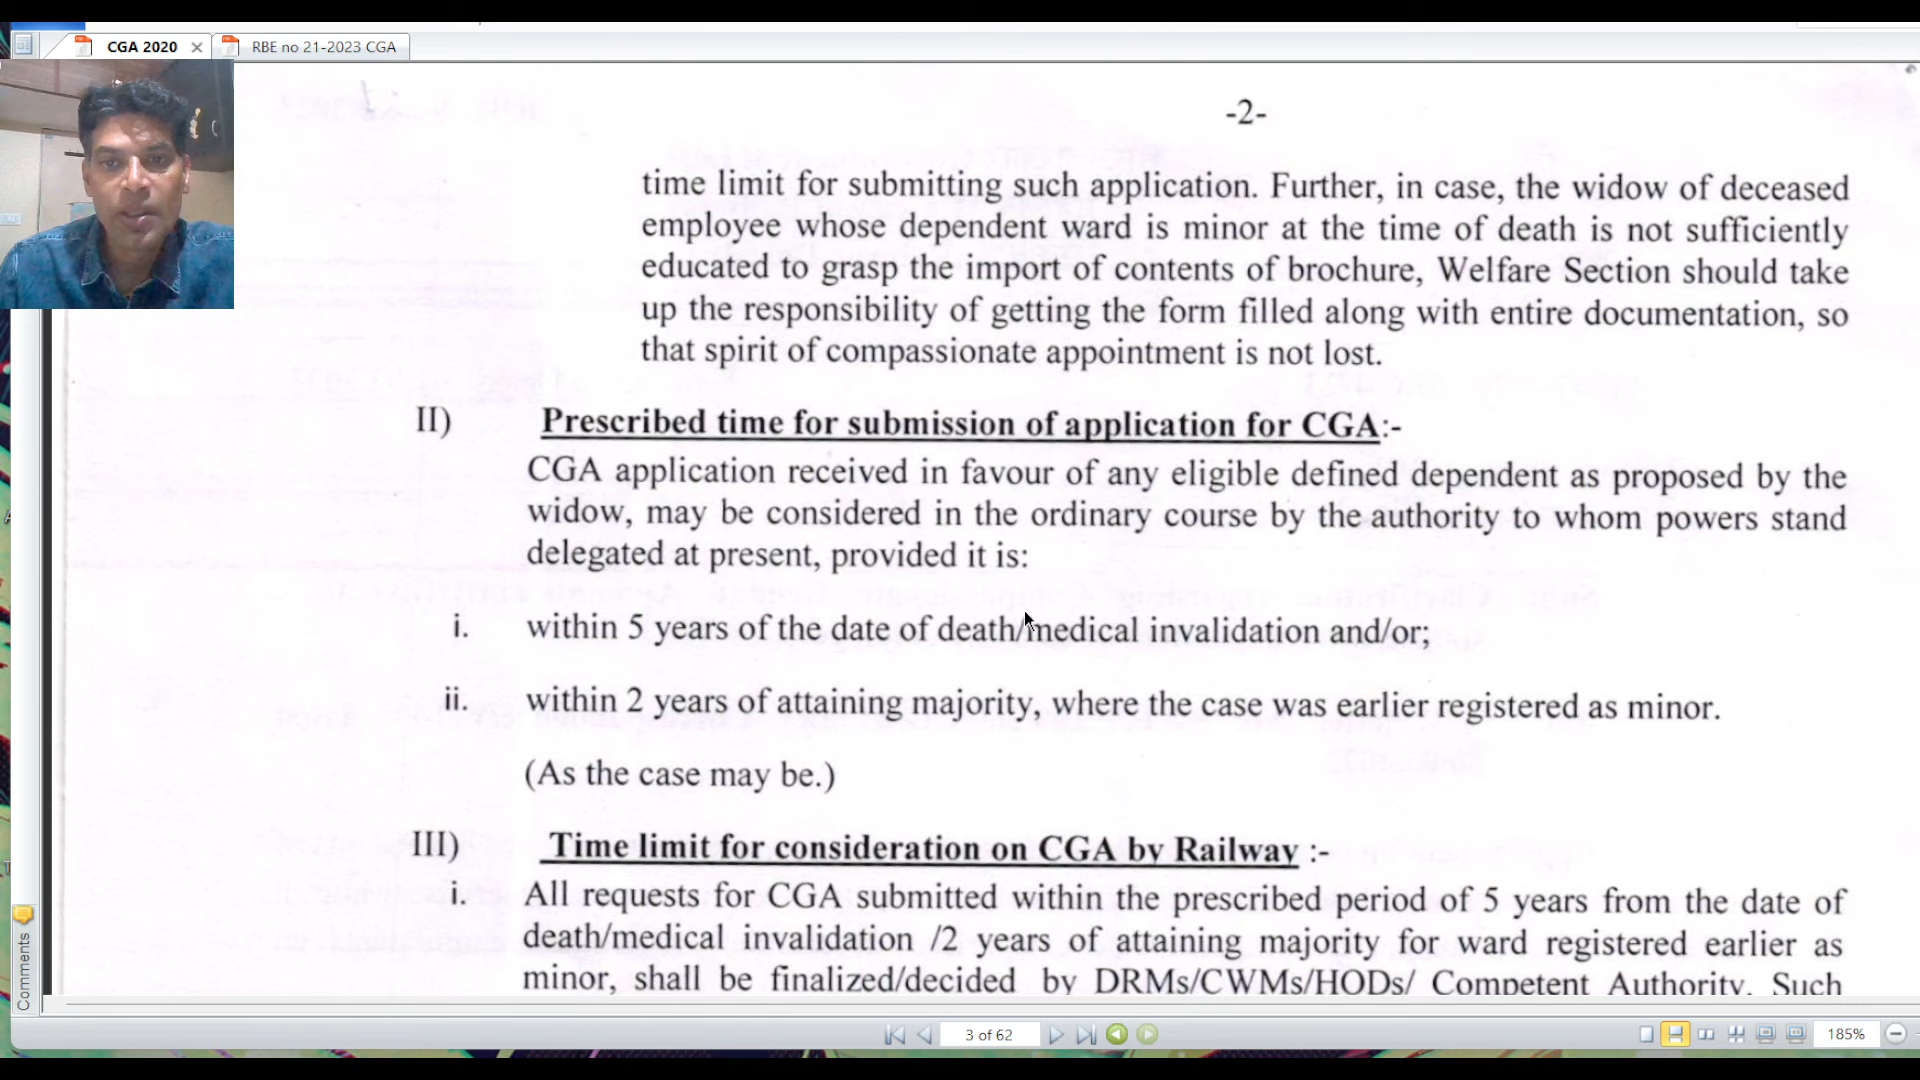 CGA 2020
RBE no 21-2023 CGA
-2-
time limit for submitting such application. Further, in case, the widow of deceased
employee whose dependent ward is minor at the time of death is not sufficiently
educated to grasp the import of contents of brochure, Welfare Section should take
up the responsibility of getting the form filled along with entire documentation, so
that spirit of compassionate appointment is not lost.
II) Prescribed time for submission of application for CGA:-
CGA application received in favour of any eligible defined dependent as proposed by the
widow, may be considered in the ordinary course by the authority to whom powers stand
delegated at present, provided it is:
i. within 5 years of the date of death/medical invalidation and/or;
ii. within 2 years of attaining majority, where the case was earlier registered as minor.
(As the case may be.)
III) Time limit for consideration on CGA by Railway :-
i. All requests for CGA submitted within the prescribed period of 5 years from the date of
death/medical invalidation /2 years of attaining majority for ward registered earlier as
minor, shall be finalized/decided by DRMs/CWMs/HODs/ Competent Authority. Such
Comments
3 of 62
185%